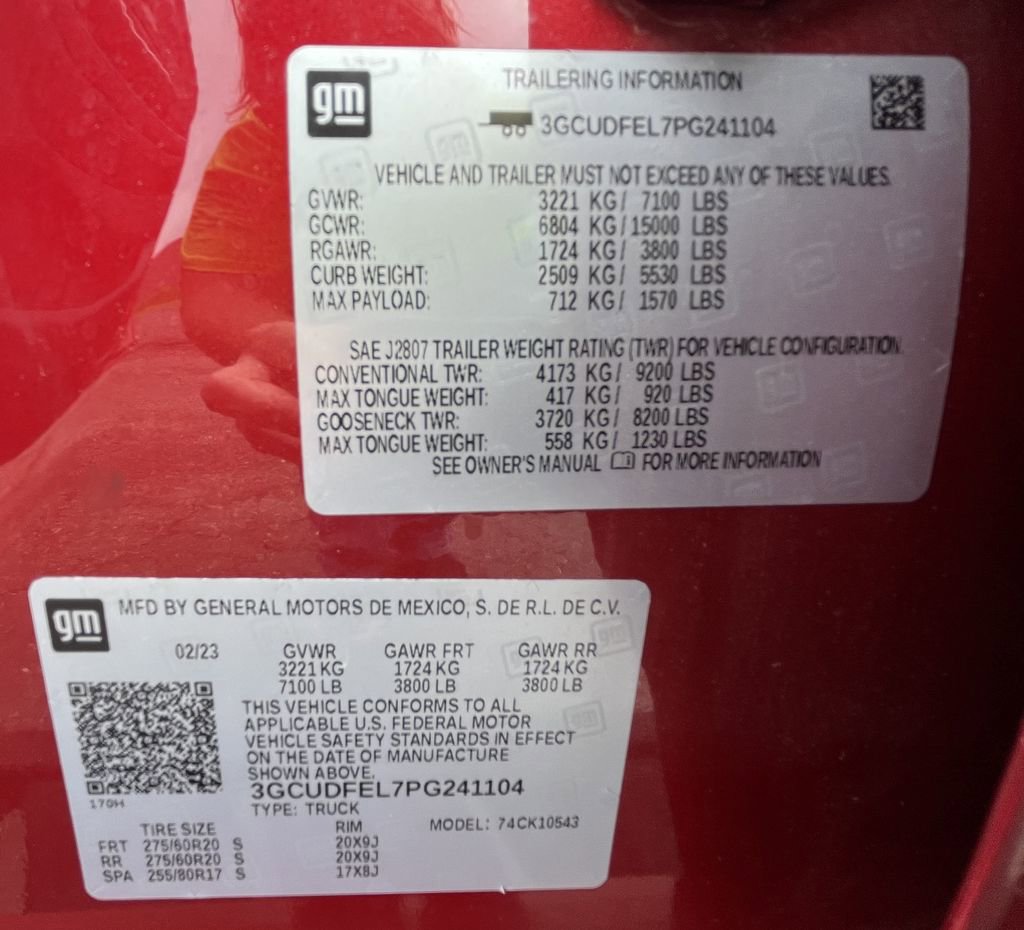 gm
TRAILERING INFORMATION
3GCUDFEL7PG241104
VEHICLE AND TRAILER MUST NOT EXCEED ANY OF THESE VALUES.
GVWR: 3221 KG/ 7100 LBS
GCWR: 6804 KG/ 15000 LBS
RGAWR: 1724 KG/ 3800 LBS
CURB WEIGHT: 2509 KG/ 5530 LBS
MAX PAYLOAD: 712 KG/ 1570 LBS
SAE J2807 TRAILER WEIGHT RATING (TWR) FOR VEHICLE CONFIGURATION.
CONVENTIONAL TWR: 4173 KG/ 9200 LBS
MAX TONGUE WEIGHT: 417 KG/ 920 LBS
GOOSENECK TWR: 3720 KG/ 8200 LBS
MAX TONGUE WEIGHT: 558 KG/ 1230 LBS
SEE OWNER'S MANUAL FOR MORE INFORMATION
gm
MFD BY GENERAL MOTORS DE MEXICO, S. DE R.L. DE C.V.
02/23 GVWR GAWR FRT GAWR RR
3221 KG 1724 KG 1724 KG
7100 LB 3800 LB 3800 LB
THIS VEHICLE CONFORMS TO ALL
APPLICABLE U.S. FEDERAL MOTOR
VEHICLE SAFETY STANDARDS IN EFFECT
ON THE DATE OF MANUFACTURE
SHOWN ABOVE.
3GCUDFEL7PG241104
170H
TYPE: TRUCK
TIRE SIZE RIM MODEL: 74CK10543
FRT 275/60R20 S 20X9J
RR 275/60R20 S 20X9J
SPA 255/80R17 S 17X8J